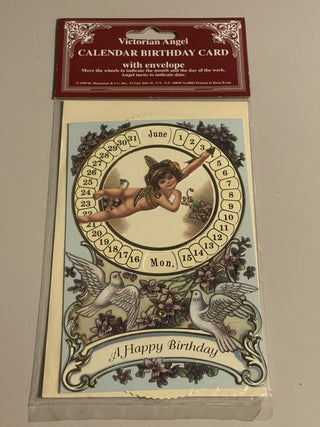 Victorian Angel
CALENDAR BIRTHDAY CARD
with envelope
Move the wheels to indicate the month and the day of the week.
Angel turns to indicate date.
June
1 2 3 4 5 6 7 8 9 10 11 12 13 14 15 16 17 18 19 20 21 22 23 24 25 26 27 28 29 30 31
Mon.
A Happy Birthday